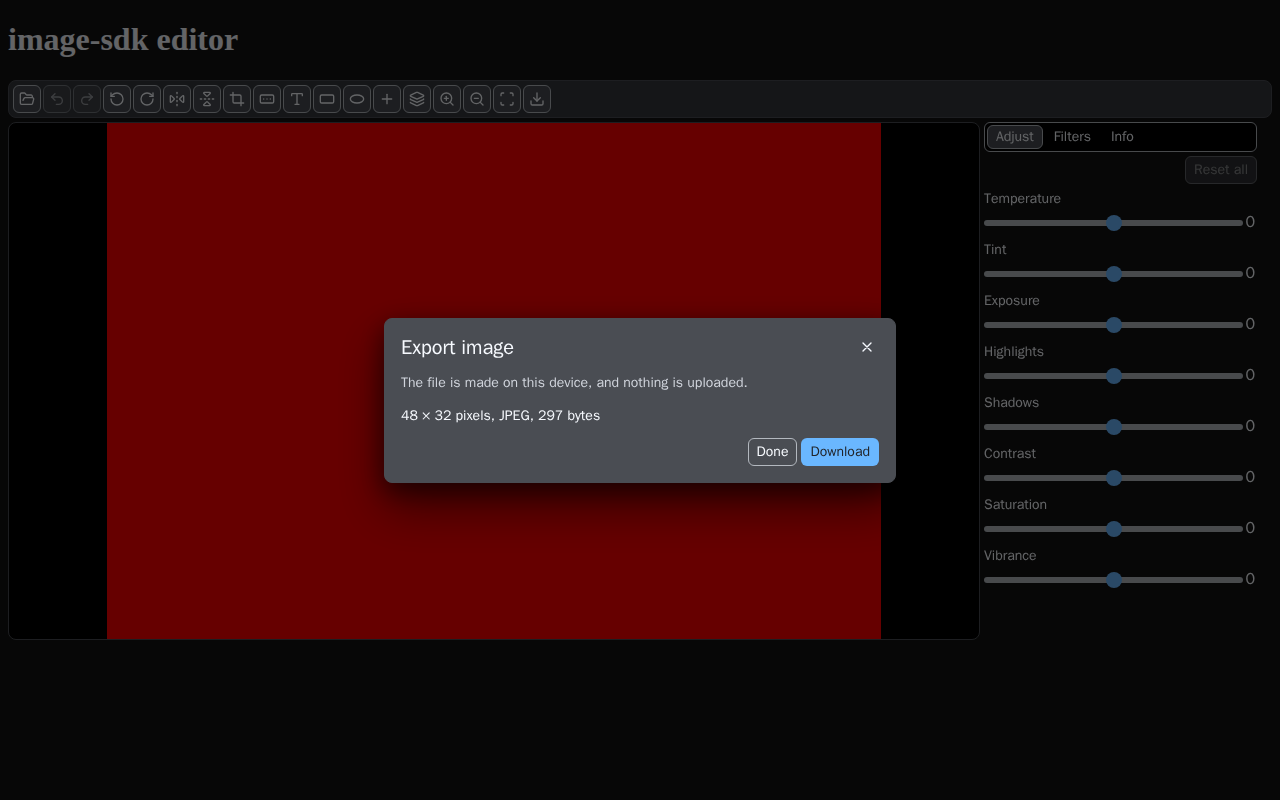 image-sdk editor
Adjust Filters Info
Reset all
Temperature
0
Tint
0
Exposure
0
Highlights
0
Shadows
0
Contrast
0
Saturation
0
Vibrance
0
Export image
The file is made on this device, and nothing is uploaded.
48 × 32 pixels, JPEG, 297 bytes
Done Download